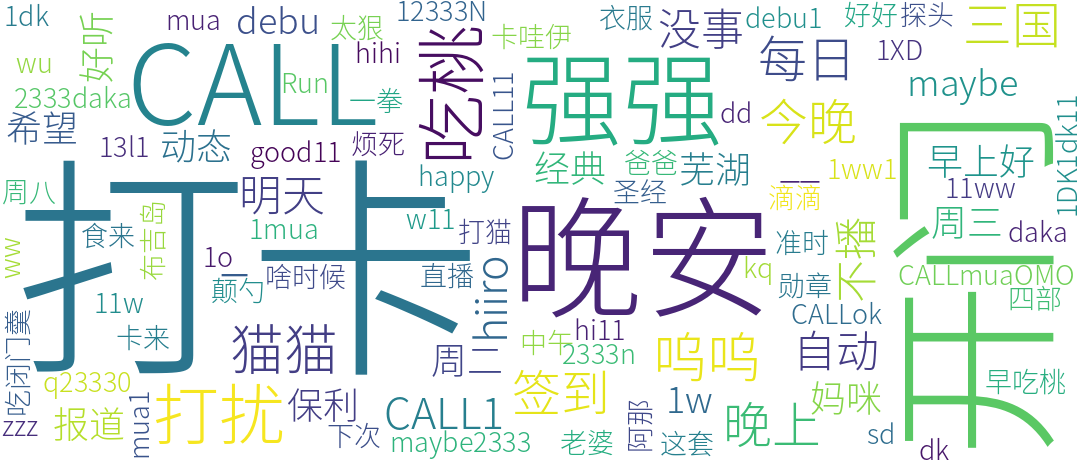 1dk
mua
debu
太狠
12333N
衣服
没事
debu1
好好
探头
三国
wu
好听
CALL
hihi
卡哇伊
每日
1XD
2333daka
Run
一拳
吃桃
CALL11
强强
dd
今晚
maybe
希望
13l1
动态
good11
烦死
经典
爸爸
芜湖
1ww1
早上好
1DK1dk11
周八
打卡
明天
happy
圣经
滴滴
11ww
开门
ww
食来
布吉岛
1o
1mua
w11
打猫
晚安
准时
不播
周三
daka
颠勺
啥时候
直播
hiiro
kq
勋章
CALLmuaOMO
四部
11w
卡来
猫猫
周二
中午
hi11
2333n
CALLok
吃闭门羹
q23330
打扰
保利
签到
呜呜
自动
早吃桃
zzz
报道
mua1
下次
CALL1
maybe2333
老婆
阿那
1w
这套
晚上
妈咪
sd
dk